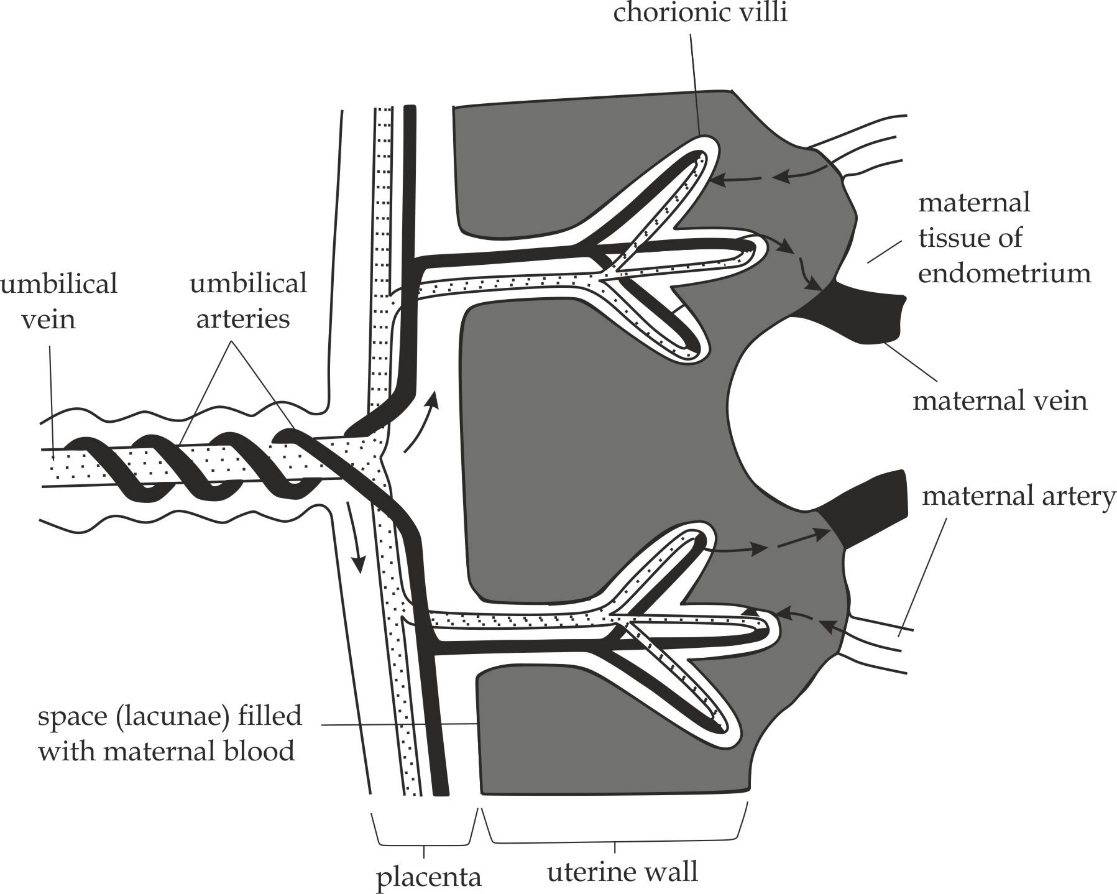 chorionic villi
maternal
tissue of
endometrium
umbilical
vein
umbilical
arteries
maternal vein
maternal artery
space (lacunae) filled
with maternal blood
placenta
uterine wall